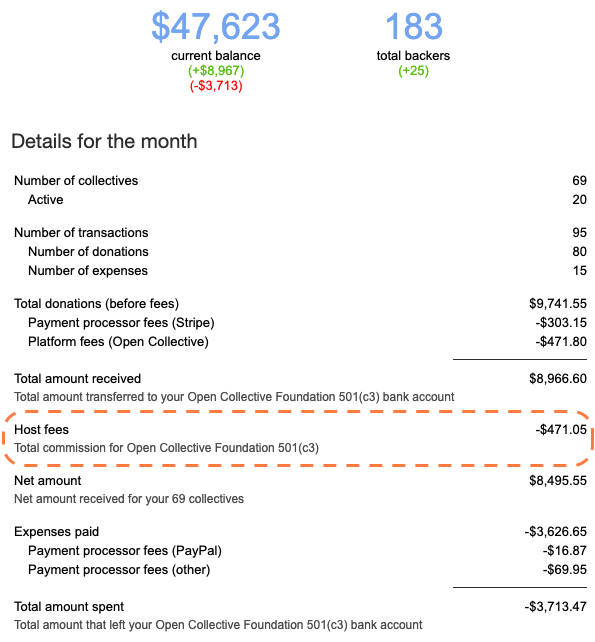 $47,623 183
current balance total backers
(+$8,967) (+25)
(-$3,713)
Details for the month
Number of collectives 69
Active 20
Number of transactions 95
Number of donations 80
Number of expenses 15
Total donations (before fees) $9,741.55
Payment processor fees (Stripe) -$303.15
Platform fees (Open Collective) -$471.80
Total amount received $8,966.60
Total amount transferred to your Open Collective Foundation 501(c3) bank account
Host fees -$471.05
Total commission for Open Collective Foundation 501(c3)
Net amount $8,495.55
Net amount received for your 69 collectives
Expenses paid -$3,626.65
Payment processor fees (PayPal) -$16.87
Payment processor fees (other) -$69.95
Total amount spent -$3,713.47
Total amount that left your Open Collective Foundation 501(c3) bank account